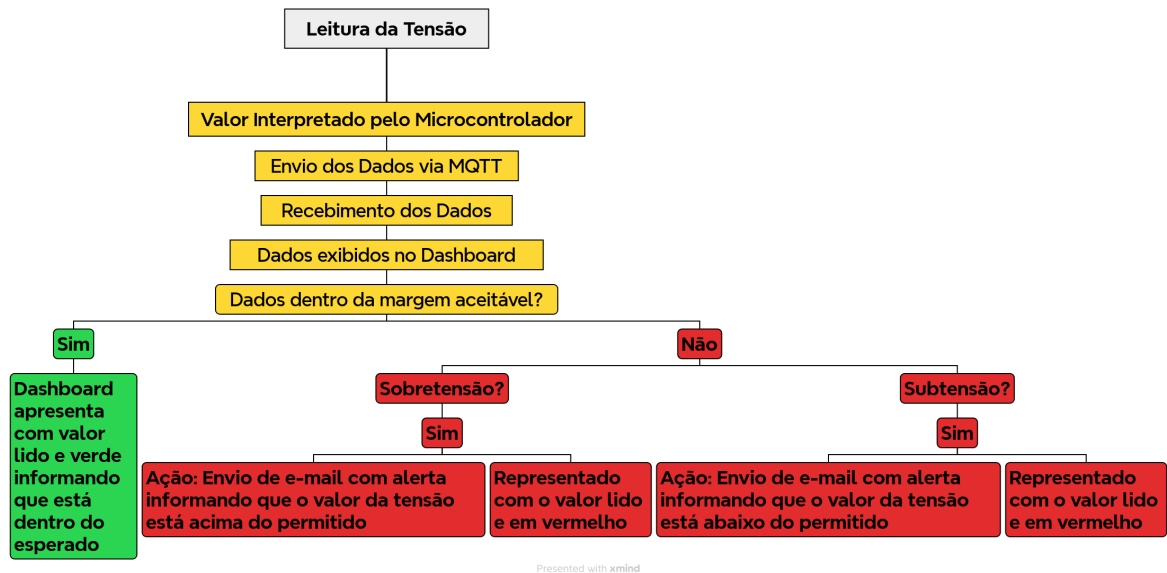 Leitura da Tensão
Valor Interpretado pelo Microcontrolador
Envio dos Dados via MQTT
Recebimento dos Dados
Dados exibidos no Dashboard
Dados dentro da margem aceitável?
Sim
Dashboard
apresenta
com valor
lido e verde
informando
que está
dentro do
esperado
Não
Sobretensão?
Sim
Ação: Envio de e-mail com alerta
informando que o valor da tensão
está acima do permitido
Representado
com o valor lido
e em vermelho
Subtensão?
Sim
Ação: Envio de e-mail com alerta
informando que o valor da tensão
está abaixo do permitido
Representado
com o valor lido
e em vermelho
Presented with xmind